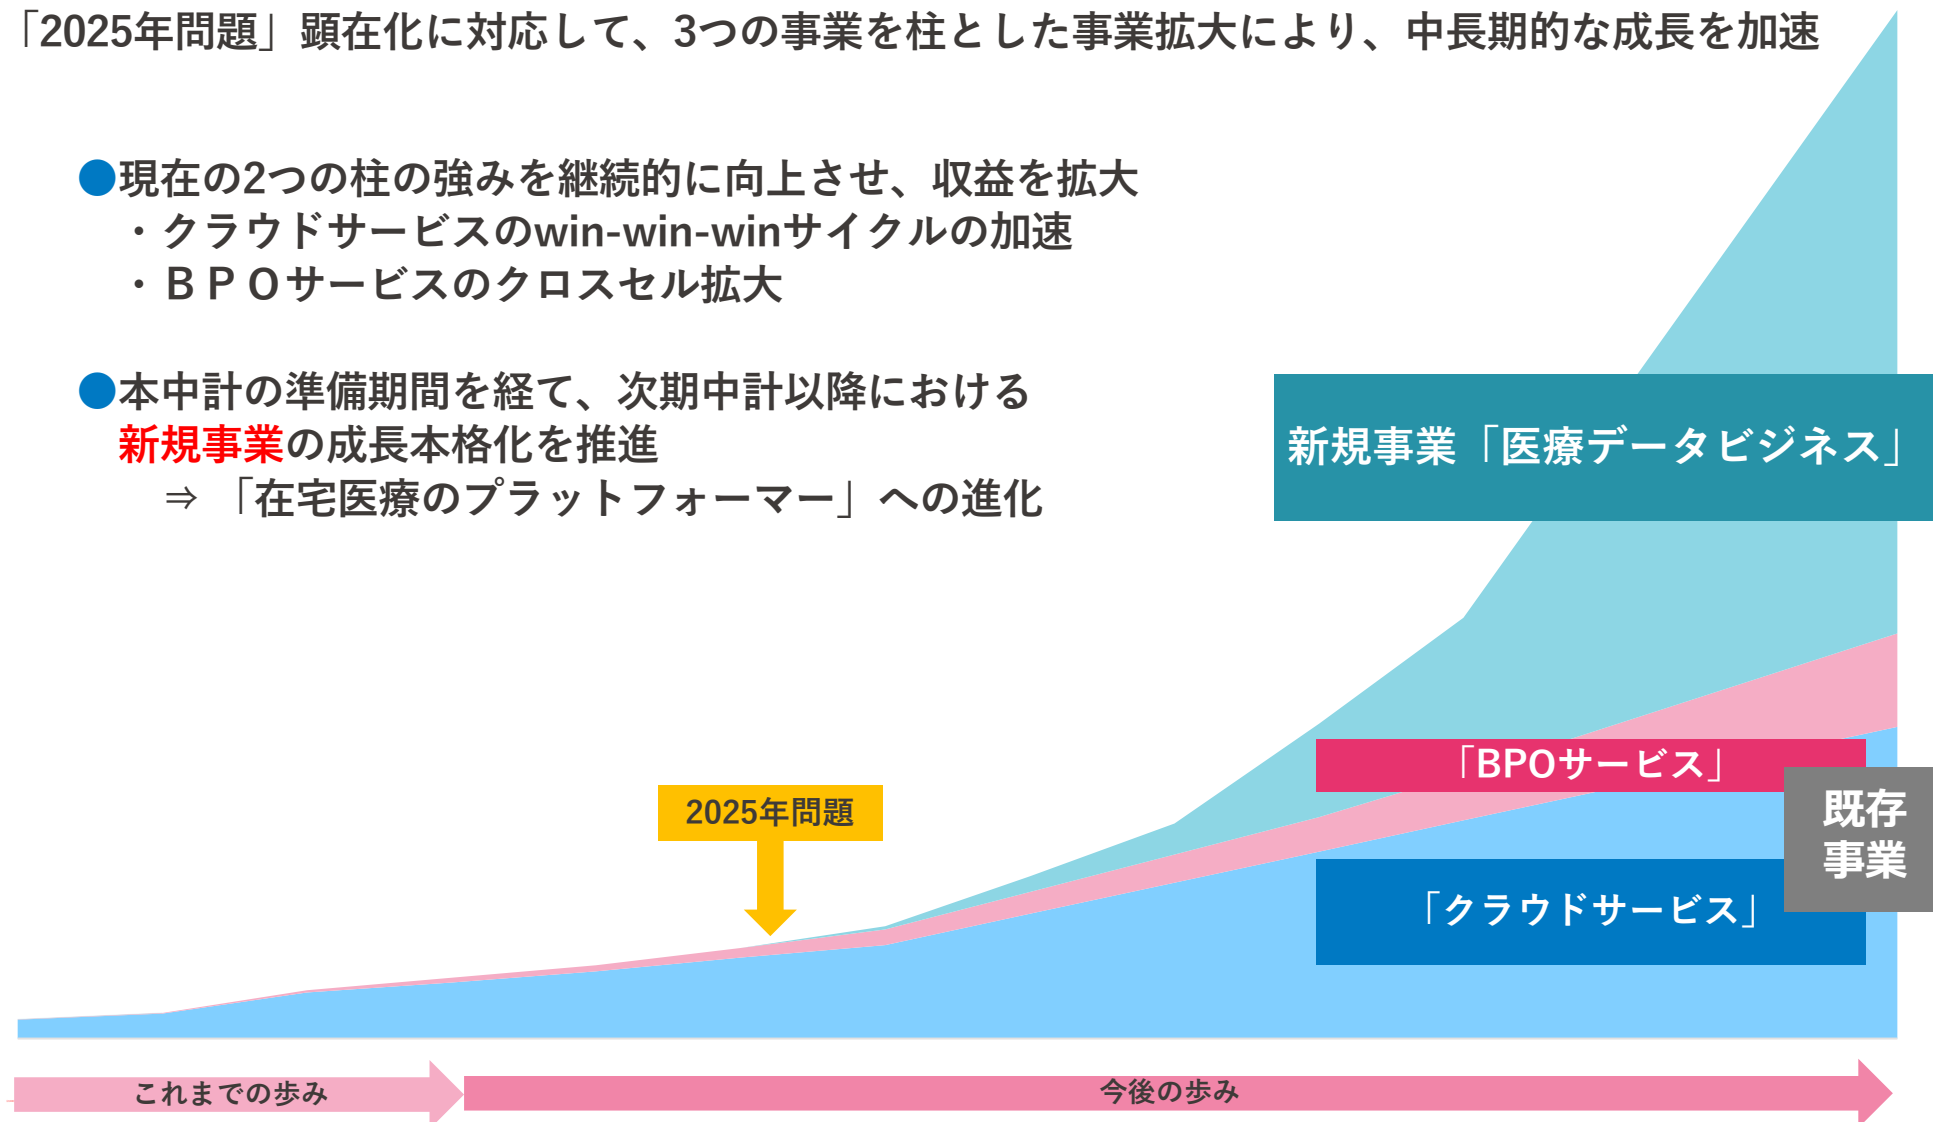 「2025年問題」顕在化に対応して、3つの事業を柱とした事業拡大により、中長期的な成長を加速
●現在の2つの柱の強みを継続的に向上させ、収益を拡大
・クラウドサービスのwin-win-winサイクルの加速
・ＢＰＯサービスのクロスセル拡大
●本中計の準備期間を経て、次期中計以降における
新規事業の成長本格化を推進
⇒ 「在宅医療のプラットフォーマー」への進化
新規事業「医療データビジネス」
「BPOサービス」
2025年問題
既存
事業
「クラウドサービス」
これまでの歩み
今後の歩み